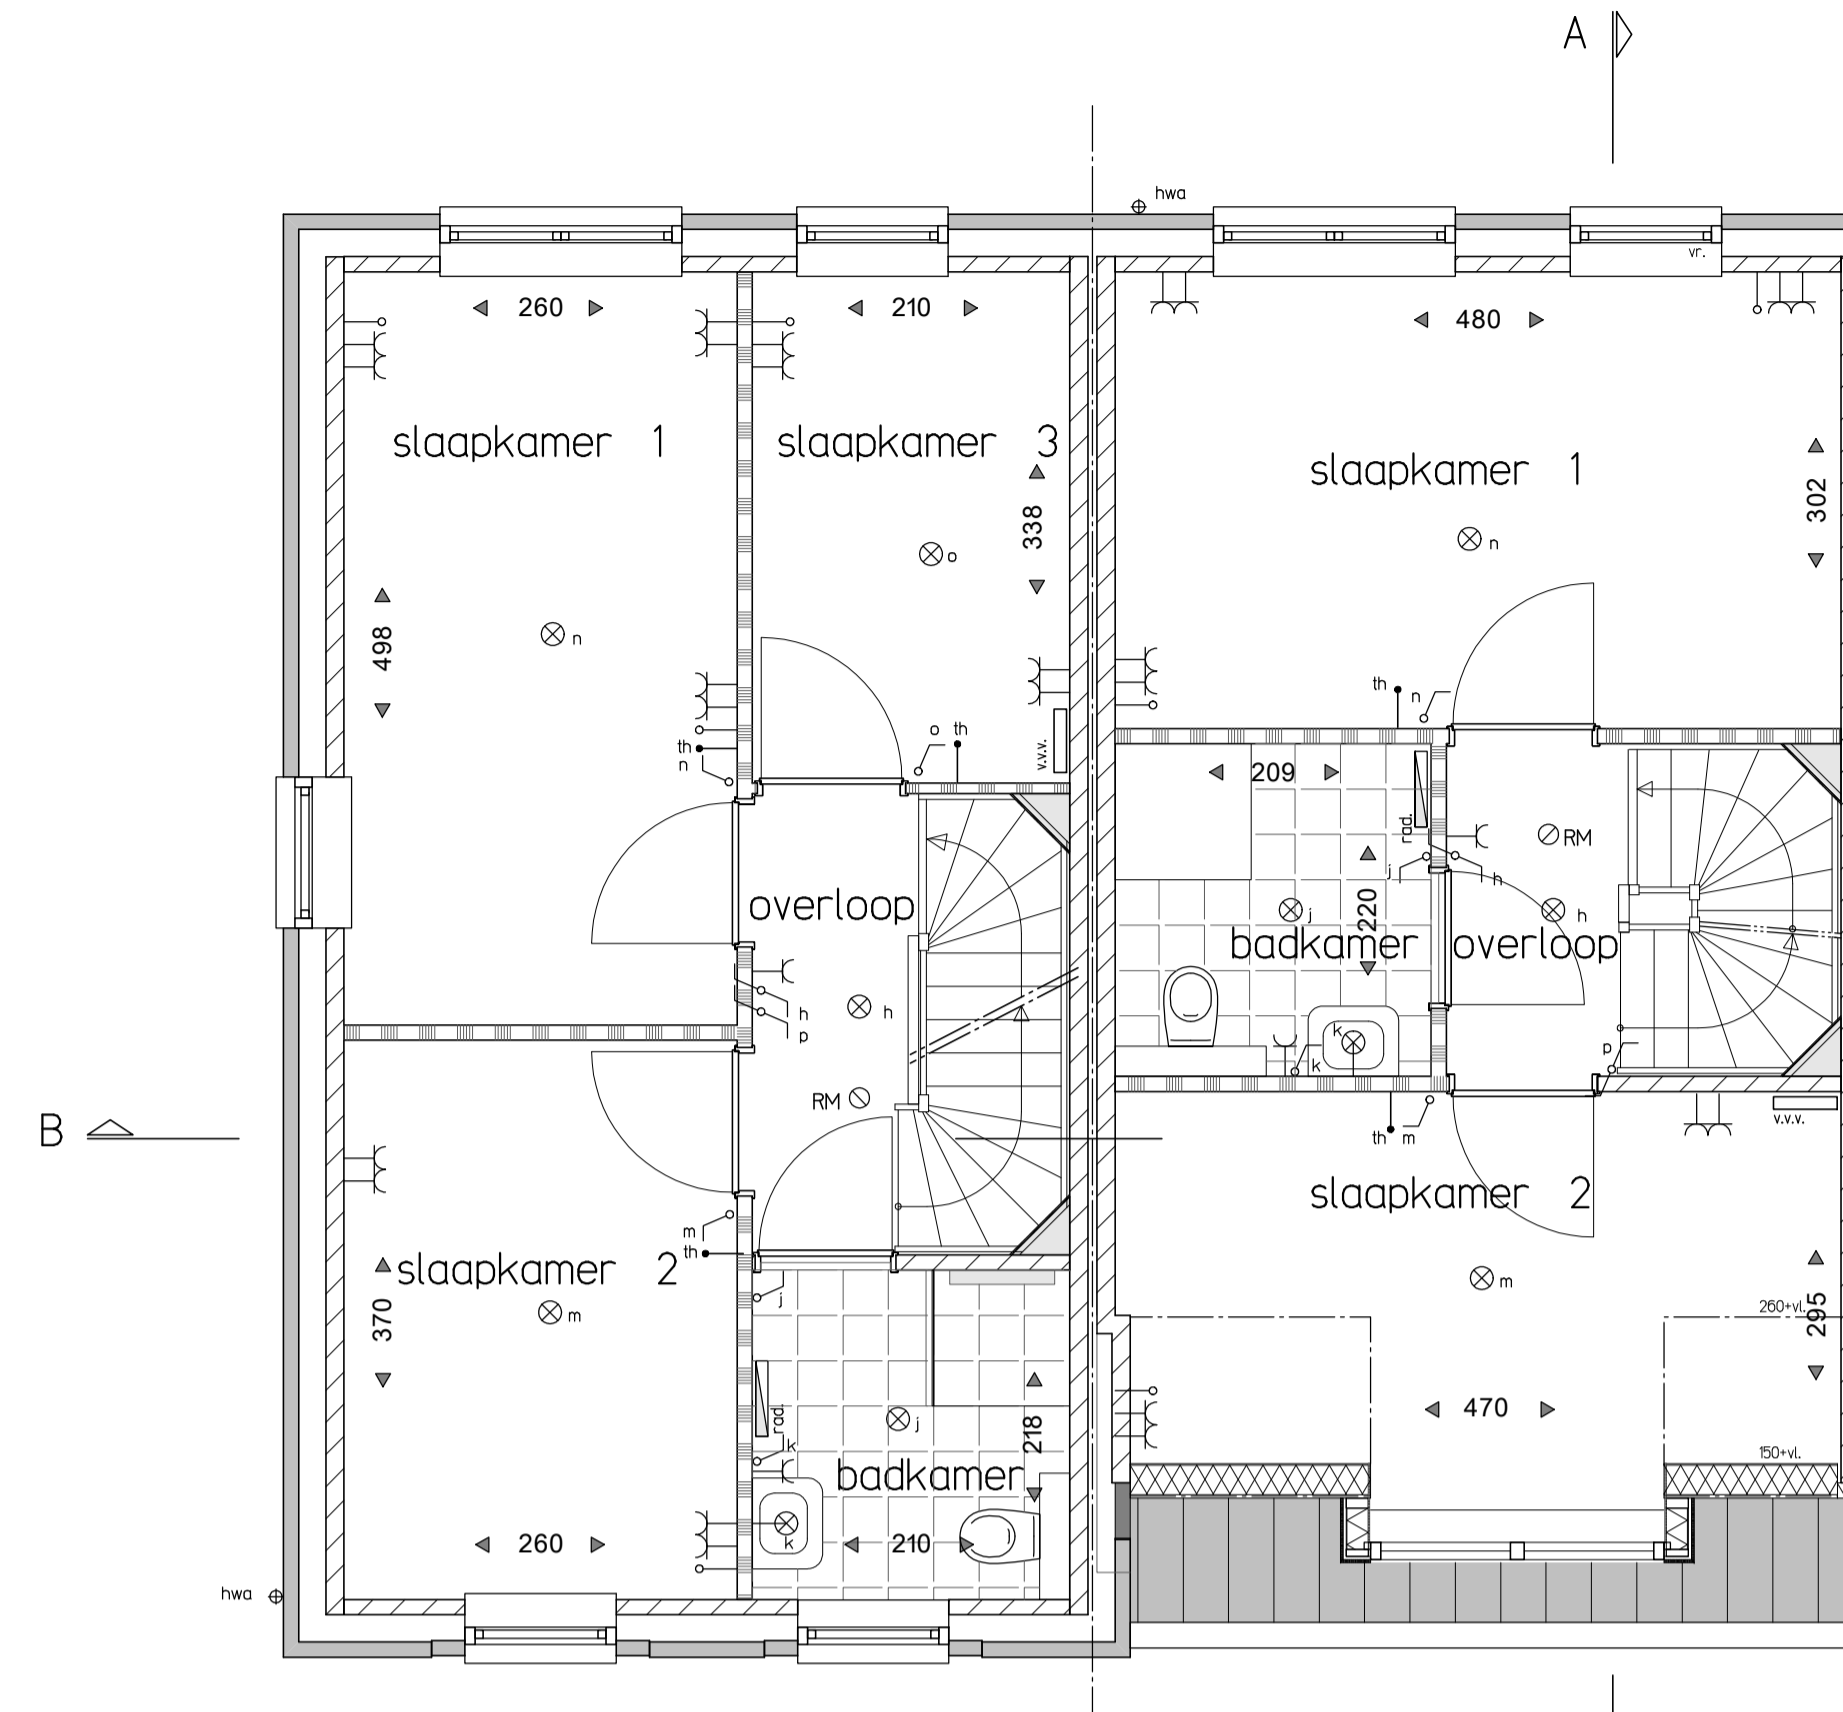 A
hwa
vr.
260
210
480
slaapkamer 1
slaapkamer 3
slaapkamer 1
302
338
n
o
n
498
th
n
o
th
th
n
v.v.v.
209
rad.
RM
j
h
220
j
h
overloop
badkamer
overloop
h
p
h
k
k
p
RM
B
th
m
v.v.v.
slaapkamer 2
m
th
slaapkamer 2
j
m
m
260+vl.
295
370
470
rad.
k
j
218
150+vl.
badkamer
260
k
210
hwa